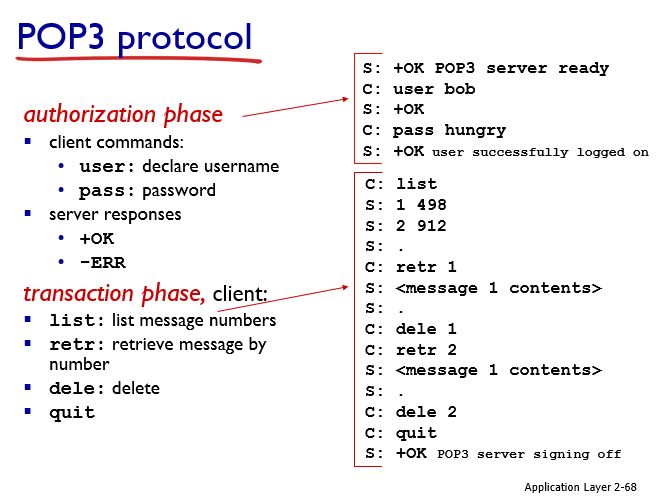 POP3 protocol
authorization phase
▪ client commands:
• user: declare username
• pass: password
▪ server responses
• +OK
• -ERR
transaction phase, client:
▪ list: list message numbers
▪ retr: retrieve message by
number
▪ dele: delete
▪ quit
S: +OK POP3 server ready
C: user bob
S: +OK
C: pass hungry
S: +OK user successfully logged on
C: list
S: 1 498
S: 2 912
S: .
C: retr 1
S: <message 1 contents>
S: .
C: dele 1
C: retr 2
S: <message 1 contents>
S: .
C: dele 2
C: quit
S: +OK POP3 server signing off
Application Layer 2-68